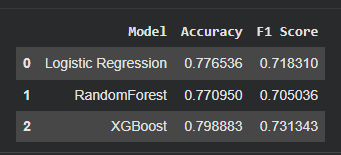 Model Accuracy F1 Score
0 Logistic Regression 0.776536 0.718310
1 RandomForest 0.770950 0.705036
2 XGBoost 0.798883 0.731343